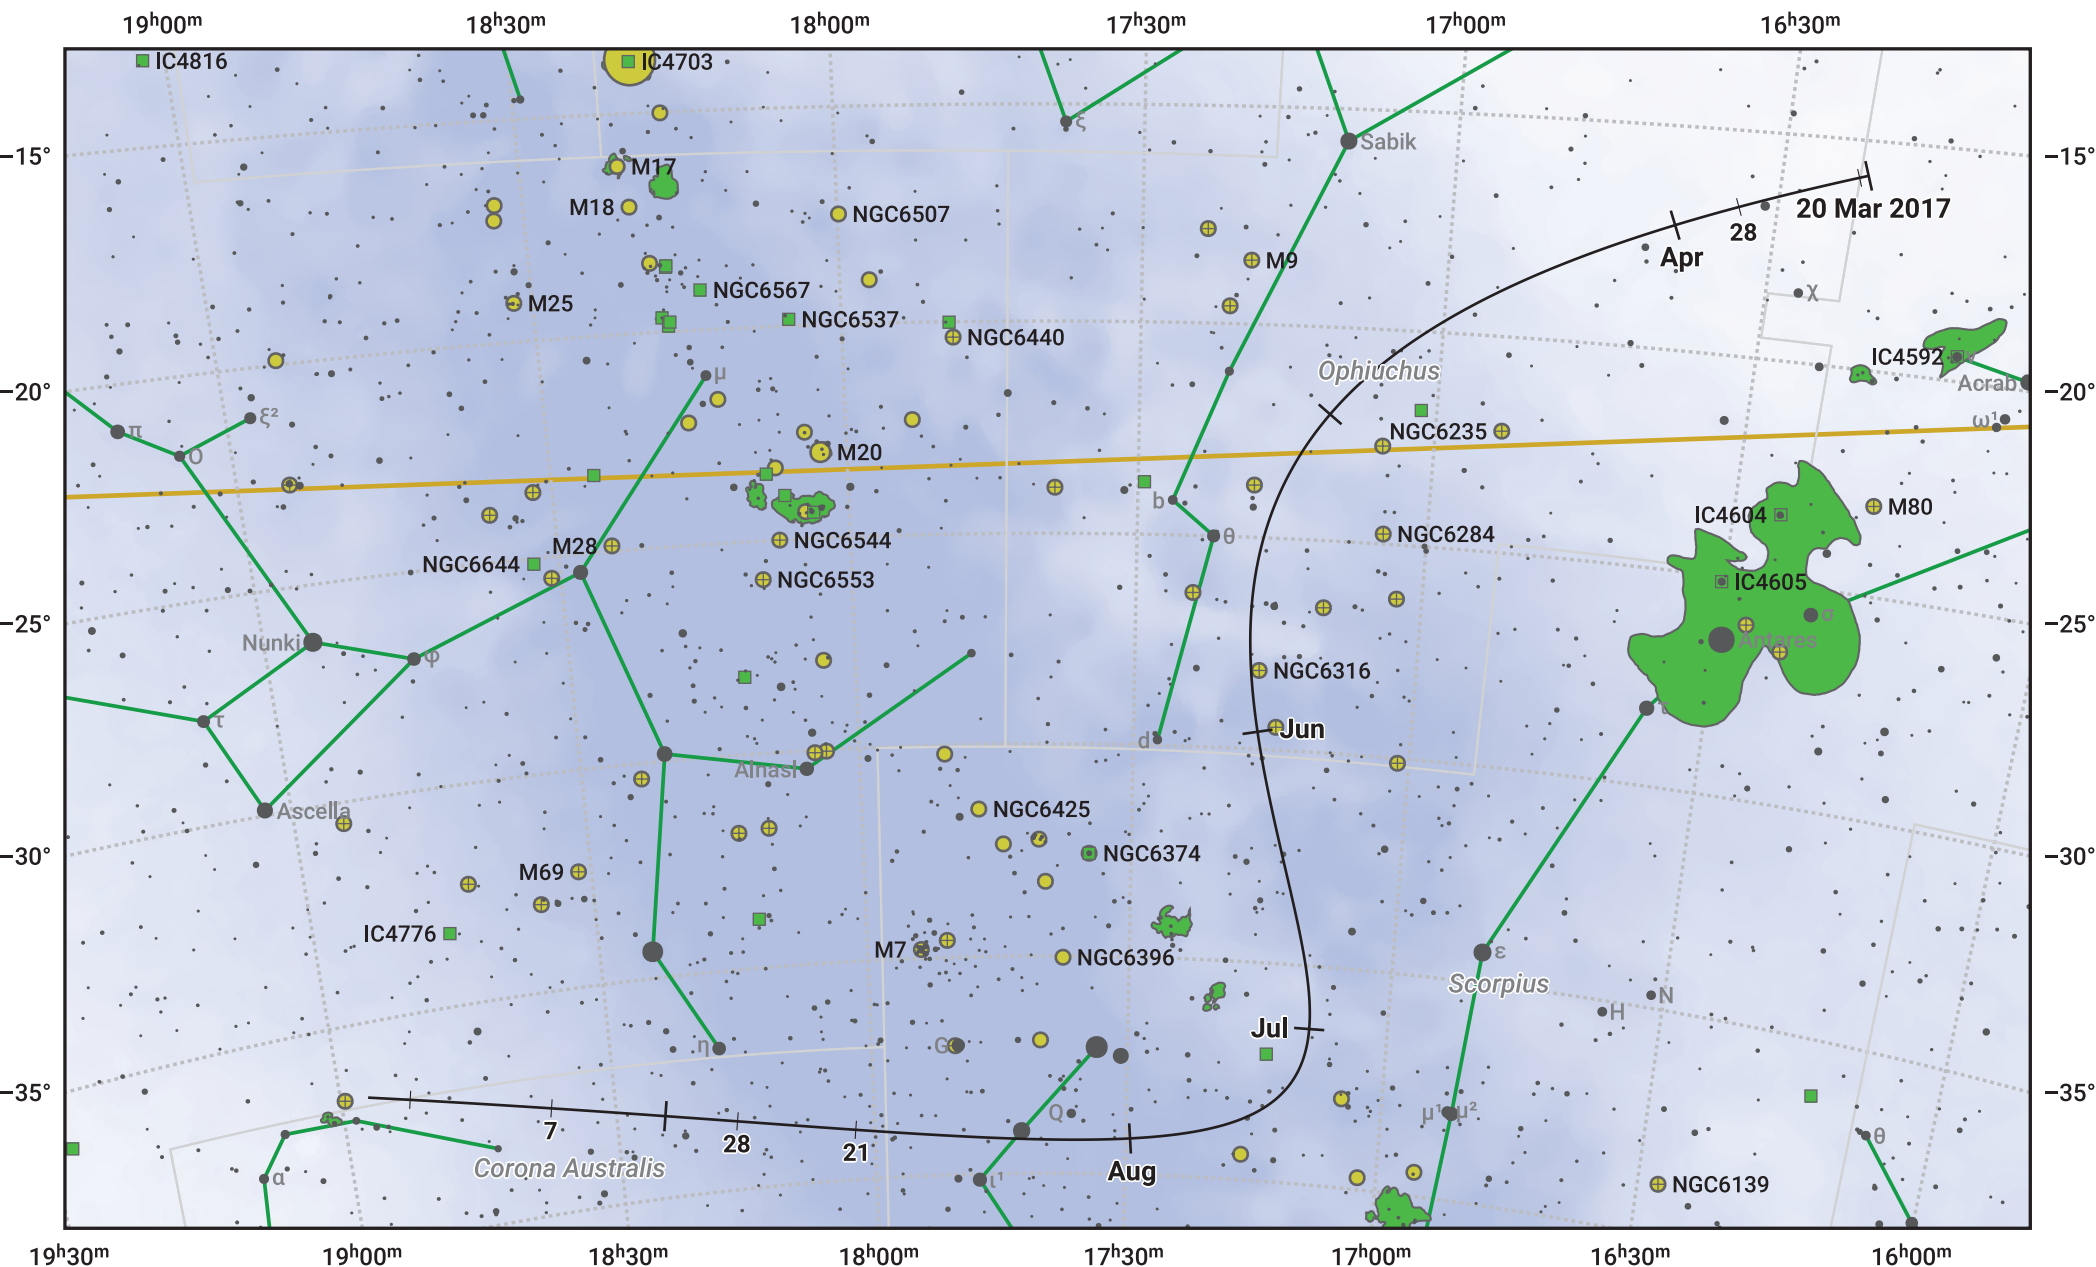 19ʰ00ᵐ 18ʰ30ᵐ 18ʰ00ᵐ 17ʰ30ᵐ 17ʰ00ᵐ 16ʰ30ᵐ
IC4816
IC4703
ς
Sabik
−15°
−15°
M17
M18
NGC6507
20 Mar 2017
28
Apr
M9
NGC6567
χ
M25
NGC6537
NGC6440
IC4592
ν
Ophiuchus
μ
Acrab
−20°
−20°
ξ²
π
ω¹
NGC6235
M20
ο
b
M80
IC4604
θ
NGC6284
NGC6544
M28
NGC6644
NGC6553
IC4605
σ
−25°
−25°
Nunki
φ
Antares
NGC6316
τ
τ
Jun
d
Alnasl
NGC6425
Ascella
−30°
−30°
NGC6374
M69
IC4776
M7
NGC6396
ε
Scorpius
N
H
Jul
η
G
−35°
−35°
Q
μ¹
μ²
7
28
21
θ
Corona Australis
Aug
α
ι¹
NGC6139
19ʰ30ᵐ 19ʰ00ᵐ 18ʰ30ᵐ 18ʰ00ᵐ 17ʰ30ᵐ 17ʰ00ᵐ 16ʰ30ᵐ 16ʰ00ᵐ